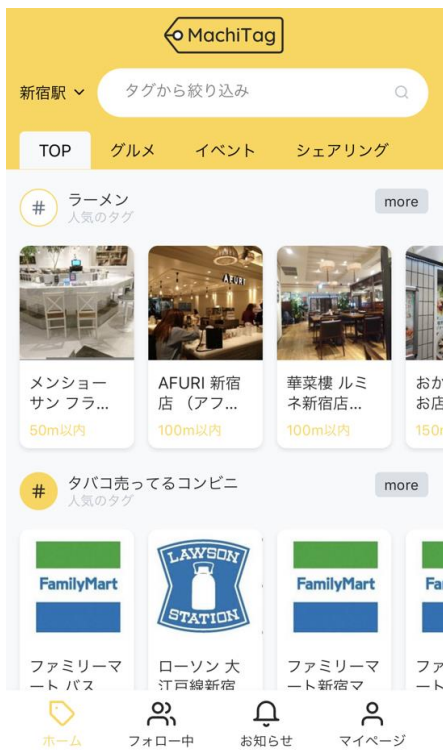 MachiTag
新宿駅
タグから絞り込み
TOP グルメ イベント シェアリング
# ラーメン
人気のタグ
more
AFURI
メンショー
サン フラ...
50m以内
AFURI 新宿
店 (アフ...
100m以内
華菜樓 ルミ
ネ新宿店...
100m以内
おか
お店
150m
# タバコ売ってるコンビニ
人気のタグ
more
FamilyMart
LAWSON
STATION
FamilyMart
Fa
ファミリーマ
ート バス
ローソン 大
江戸線新宿
ファミリーマ
ート新宿マ
ファ
ート
ホーム フォロー中 お知らせ マイページ